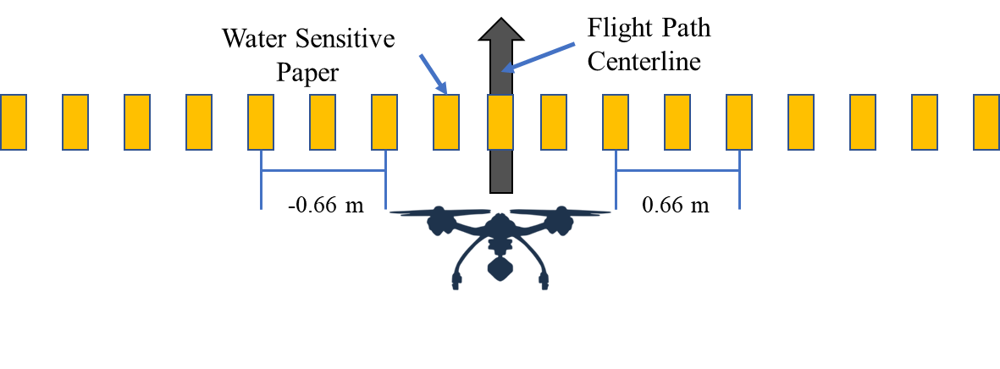 Water Sensitive
Paper
Flight Path
Centerline
-0.66 m
0.66 m